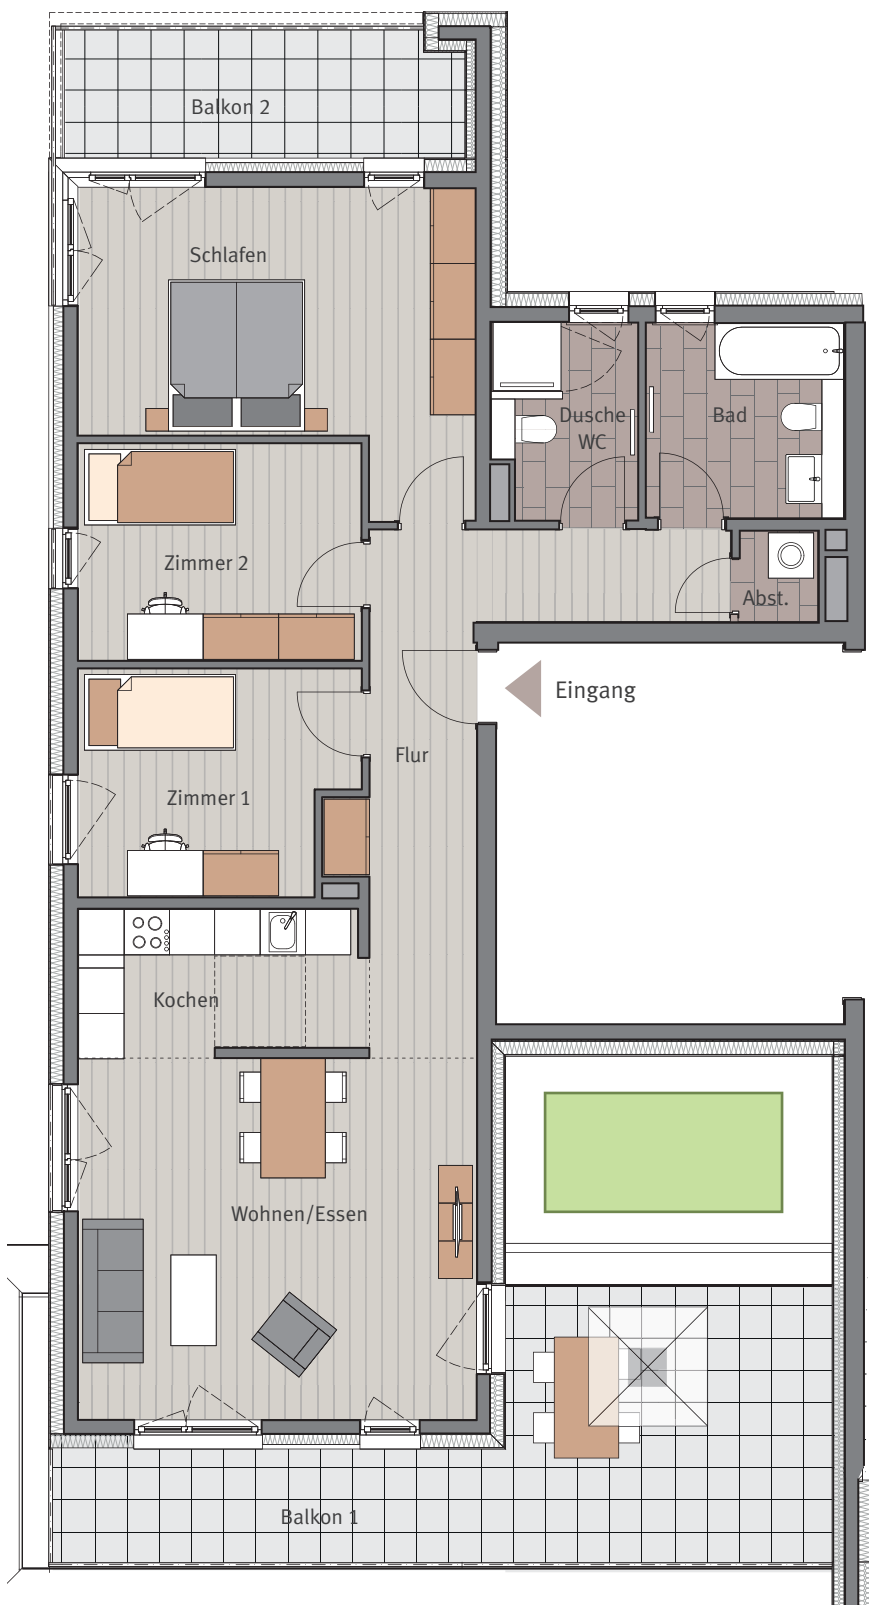 Balkon 2
Schlafen
Dusche
WC
Bad
Zimmer 2
Abst.
Eingang
Flur
Zimmer 1
Kochen
Wohnen/Essen
Balkon 1